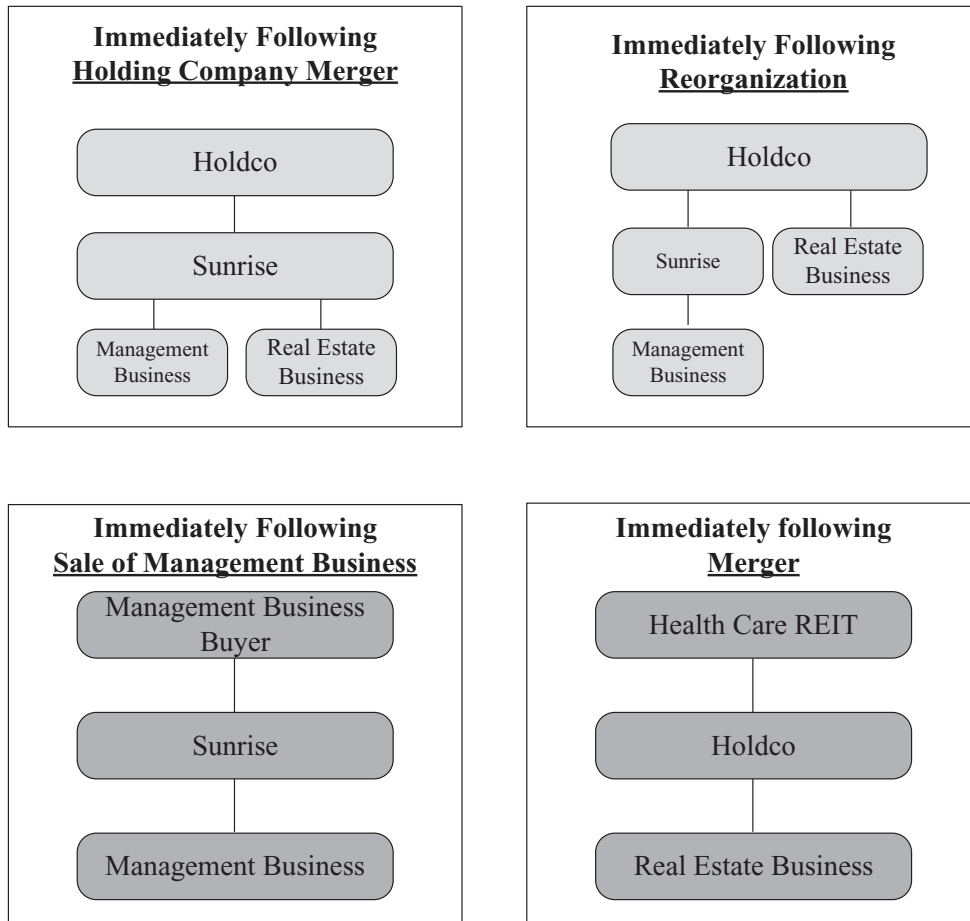 Immediately Following
Holding Company Merger
Holdco
Sunrise
Management
Business
Real Estate
Business
Immediately Following
Reorganization
Holdco
Sunrise
Real Estate
Business
Management
Business
Immediately Following
Sale of Management Business
Management Business
Buyer
Sunrise
Management Business
Immediately following
Merger
Health Care REIT
Holdco
Real Estate Business